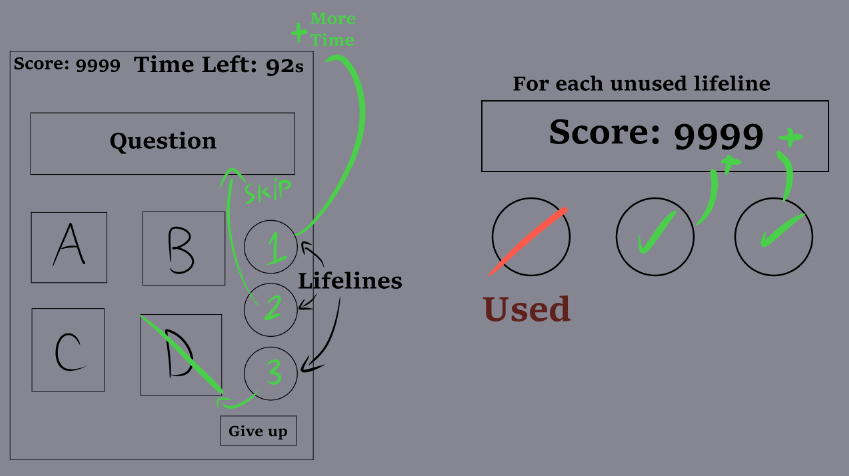 + More
Time
Score: 9999 Time Left: 92s
Question
SKIP
A
B
1
Lifelines
2
C
D
3
Give up
For each unused lifeline
Score: 9999 +
+
Used